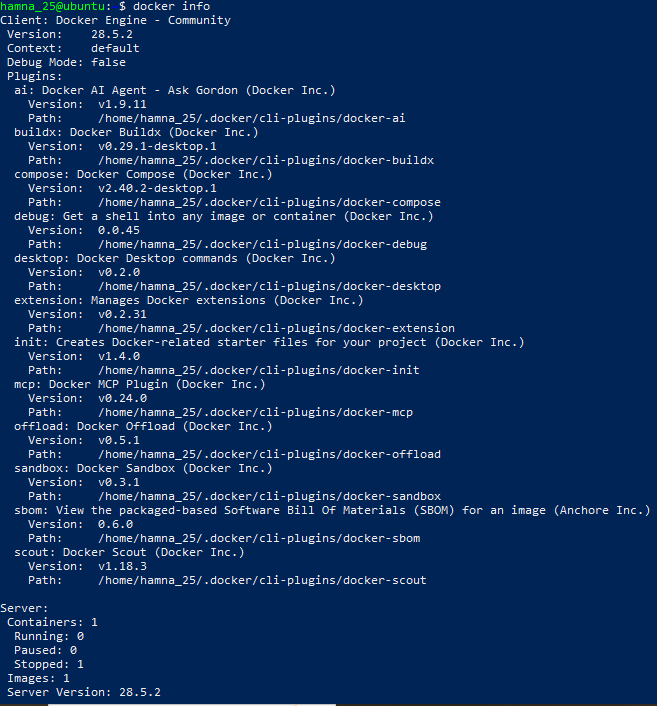 hamna_25@ubuntu: $ docker info
Client: Docker Engine - Community
 Version:    28.5.2
 Context:    default
 Debug Mode: false
 Plugins:
  ai: Docker AI Agent - Ask Gordon (Docker Inc.)
    Version:  v1.9.11
    Path:     /home/hamna_25/.docker/cli-plugins/docker-ai
  buildx: Docker Buildx (Docker Inc.)
    Version:  v0.29.1-desktop.1
    Path:     /home/hamna_25/.docker/cli-plugins/docker-buildx
  compose: Docker Compose (Docker Inc.)
    Version:  v2.40.2-desktop.1
    Path:     /home/hamna_25/.docker/cli-plugins/docker-compose
  debug: Get a shell into any image or container (Docker Inc.)
    Version:  0.0.45
    Path:     /home/hamna_25/.docker/cli-plugins/docker-debug
  desktop: Docker Desktop commands (Docker Inc.)
    Version:  v0.2.0
    Path:     /home/hamna_25/.docker/cli-plugins/docker-desktop
  extension: Manages Docker extensions (Docker Inc.)
    Version:  v0.2.31
    Path:     /home/hamna_25/.docker/cli-plugins/docker-extension
  init: Creates Docker-related starter files for your project (Docker Inc.)
    Version:  v1.4.0
    Path:     /home/hamna_25/.docker/cli-plugins/docker-init
  mcp: Docker MCP Plugin (Docker Inc.)
    Version:  v0.24.0
    Path:     /home/hamna_25/.docker/cli-plugins/docker-mcp
  offload: Docker Offload (Docker Inc.)
    Version:  v0.5.1
    Path:     /home/hamna_25/.docker/cli-plugins/docker-offload
  sandbox: Docker Sandbox (Docker Inc.)
    Version:  v0.3.1
    Path:     /home/hamna_25/.docker/cli-plugins/docker-sandbox
  sbom: View the packaged-based Software Bill Of Materials (SBOM) for an image (Anchore Inc.)
    Version:  0.6.0
    Path:     /home/hamna_25/.docker/cli-plugins/docker-sbom
  scout: Docker Scout (Docker Inc.)
    Version:  v1.18.3
    Path:     /home/hamna_25/.docker/cli-plugins/docker-scout

Server:
 Containers: 1
  Running: 0
  Paused: 0
  Stopped: 1
 Images: 1
 Server Version: 28.5.2